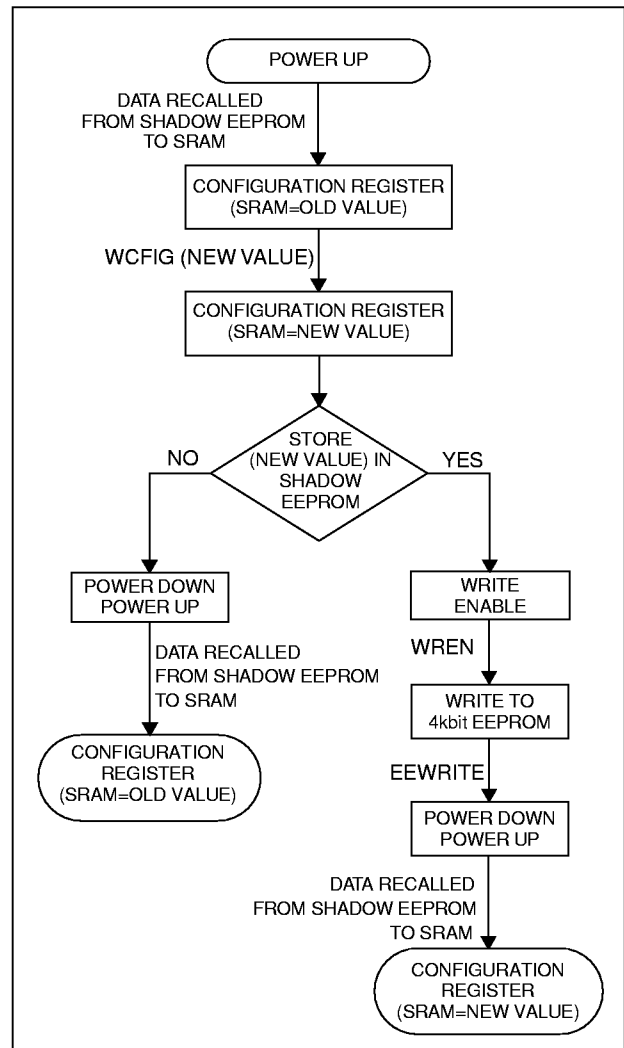 POWER UP
DATA RECALLED
FROM SHADOW EEPROM
TO SRAM
CONFIGURATION REGISTER
(SRAM=OLD VALUE)
WCFIG (NEW VALUE)
CONFIGURATION REGISTER
(SRAM=NEW VALUE)
STORE
(NEW VALUE) IN
SHADOW
EEPROM
NO
YES
POWER DOWN
POWER UP
DATA RECALLED
FROM SHADOW EEPROM
TO SRAM
CONFIGURATION
REGISTER
(SRAM=OLD VALUE)
WRITE
ENABLE
WREN
WRITE TO
4kbit EEPROM
EEWRITE
POWER DOWN
POWER UP
DATA RECALLED
FROM SHADOW EEPROM
TO SRAM
CONFIGURATION
REGISTER
(SRAM=NEW VALUE)